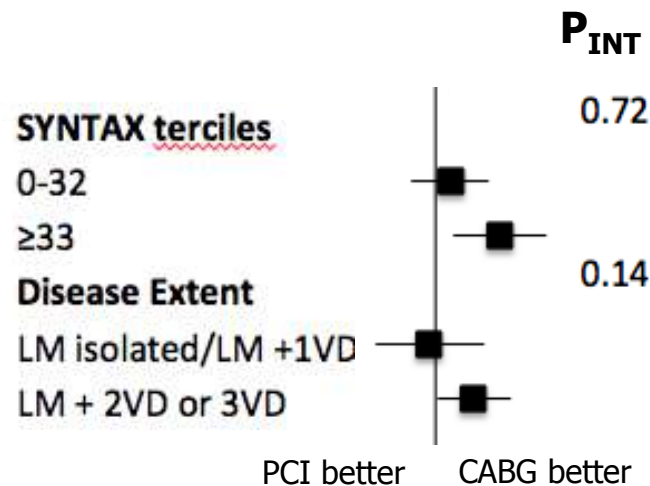 PINT
SYNTAX terciles 0.72
0-32
≥33
Disease Extent 0.14
LM isolated/LM +1VD
LM + 2VD or 3VD
PCI better CABG better